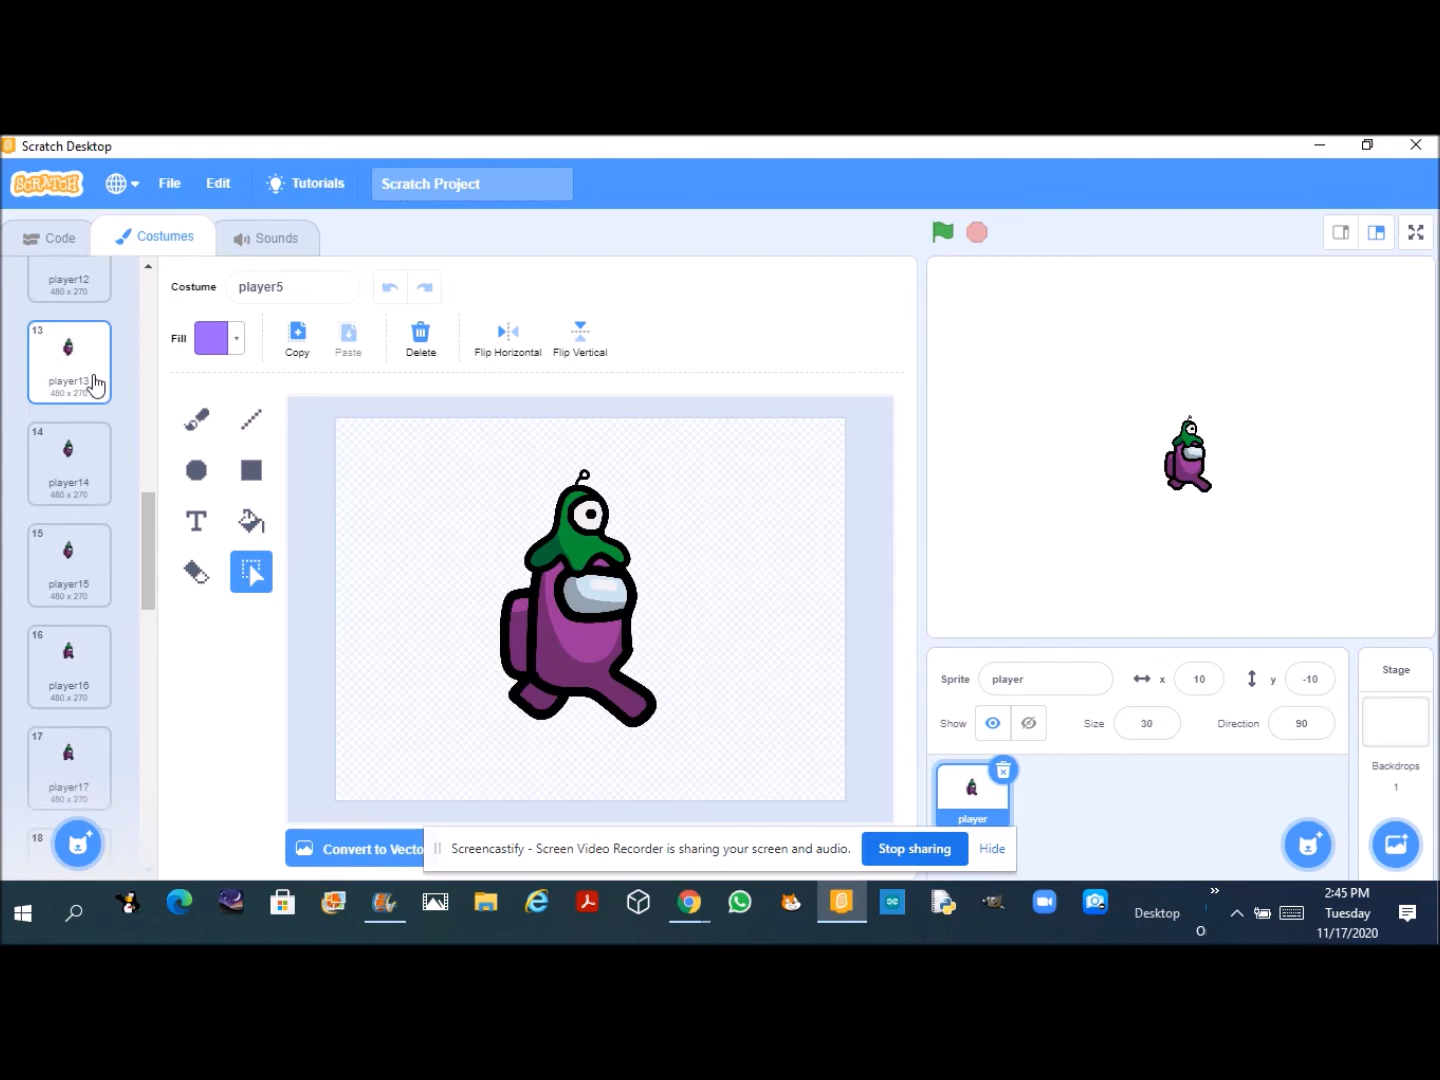 Scratch Desktop
SCRATCH File Edit Tutorials Scratch Project
Code Costumes Sounds
player12
480 x 270
13
player13
480 x 270
14
player14
480 x 270
15
player15
480 x 270
16
player16
480 x 270
17
player17
480 x 270
18
Costume player5
Fill Copy Paste Delete Flip Horizontal Flip Vertical
T
Convert to Vecto
Screencastify - Screen Video Recorder is sharing your screen and audio. Stop sharing Hide
Sprite player x 10 y -10
Show Size 30 Direction 90
player
Stage
Backdrops
1
Desktop
2:45 PM
Tuesday
11/17/2020